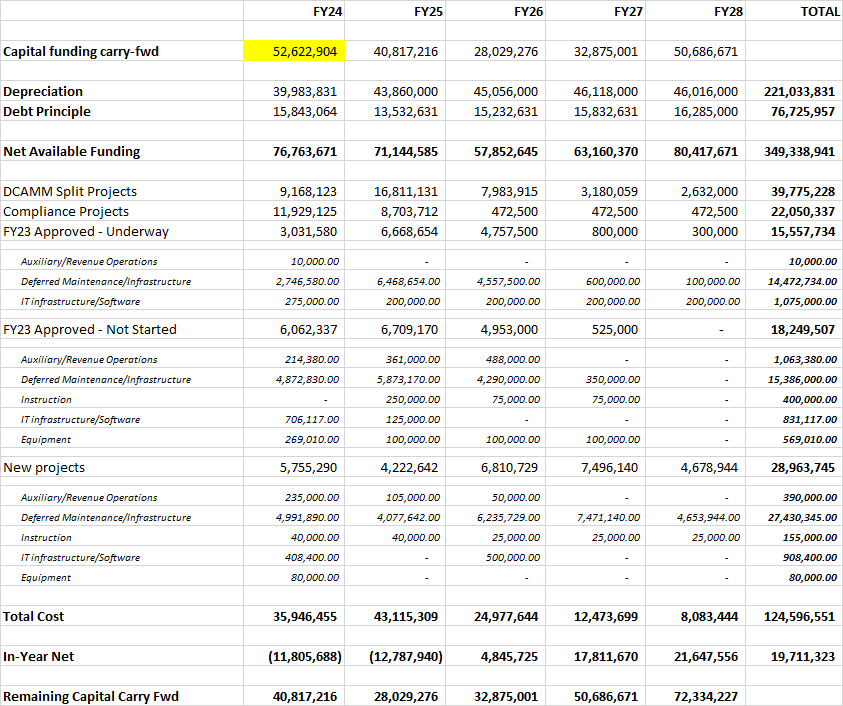 FY24 FY25 FY26 FY27 FY28 TOTAL
Capital funding carry-fwd 52,622,904 40,817,216 28,029,276 32,875,001 50,686,671
Depreciation 39,983,831 43,860,000 45,056,000 46,118,000 46,016,000 221,033,831
Debt Principle 15,843,064 13,532,631 15,232,631 15,832,631 16,285,000 76,725,957
Net Available Funding 76,763,671 71,144,585 57,852,645 63,160,370 80,417,671 349,338,941
DCAMM Split Projects 9,168,123 16,811,131 7,983,915 3,180,059 2,632,000 39,775,228
Compliance Projects 11,929,125 8,703,712 472,500 472,500 472,500 22,050,337
FY23 Approved - Underway 3,031,580 6,668,654 4,757,500 800,000 300,000 15,557,734
Auxiliary/Revenue Operations 10,000.00 - - - - 10,000.00
Deferred Maintenance/Infrastructure 2,746,580.00 6,468,654.00 4,557,500.00 600,000.00 100,000.00 14,472,734.00
IT infrastructure/Software 275,000.00 200,000.00 200,000.00 200,000.00 200,000.00 1,075,000.00
FY23 Approved - Not Started 6,062,337 6,709,170 4,953,000 525,000 - 18,249,507
Auxiliary/Revenue Operations 214,380.00 361,000.00 488,000.00 - - 1,063,380.00
Deferred Maintenance/Infrastructure 4,872,830.00 5,873,170.00 4,290,000.00 350,000.00 - 15,386,000.00
Instruction - 250,000.00 75,000.00 75,000.00 - 400,000.00
IT infrastructure/Software 706,117.00 125,000.00 - - - 831,117.00
Equipment 269,010.00 100,000.00 100,000.00 100,000.00 - 569,010.00
New projects 5,755,290 4,222,642 6,810,729 7,496,140 4,678,944 28,963,745
Auxiliary/Revenue Operations 235,000.00 105,000.00 50,000.00 - - 390,000.00
Deferred Maintenance/Infrastructure 4,991,890.00 4,077,642.00 6,235,729.00 7,471,140.00 4,653,944.00 27,430,345.00
Instruction 40,000.00 40,000.00 25,000.00 25,000.00 25,000.00 155,000.00
IT infrastructure/Software 408,400.00 - 500,000.00 - - 908,400.00
Equipment 80,000.00 - - - - 80,000.00
Total Cost 35,946,455 43,115,309 24,977,644 12,473,699 8,083,444 124,596,551
In-Year Net (11,805,688) (12,787,940) 4,845,725 17,811,670 21,647,556 19,711,323
Remaining Capital Carry Fwd 40,817,216 28,029,276 32,875,001 50,686,671 72,334,227